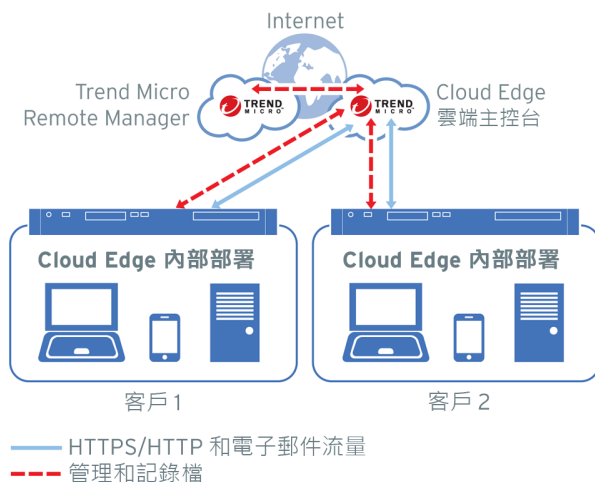 Internet
Trend Micro
Remote Manager
TREND
MICRO
TREND
MICRO
Cloud Edge
雲端主控台
Cloud Edge 內部部署
Cloud Edge 內部部署
客戶 1
客戶 2
HTTPS/HTTP 和電子郵件流量
管理和記錄檔